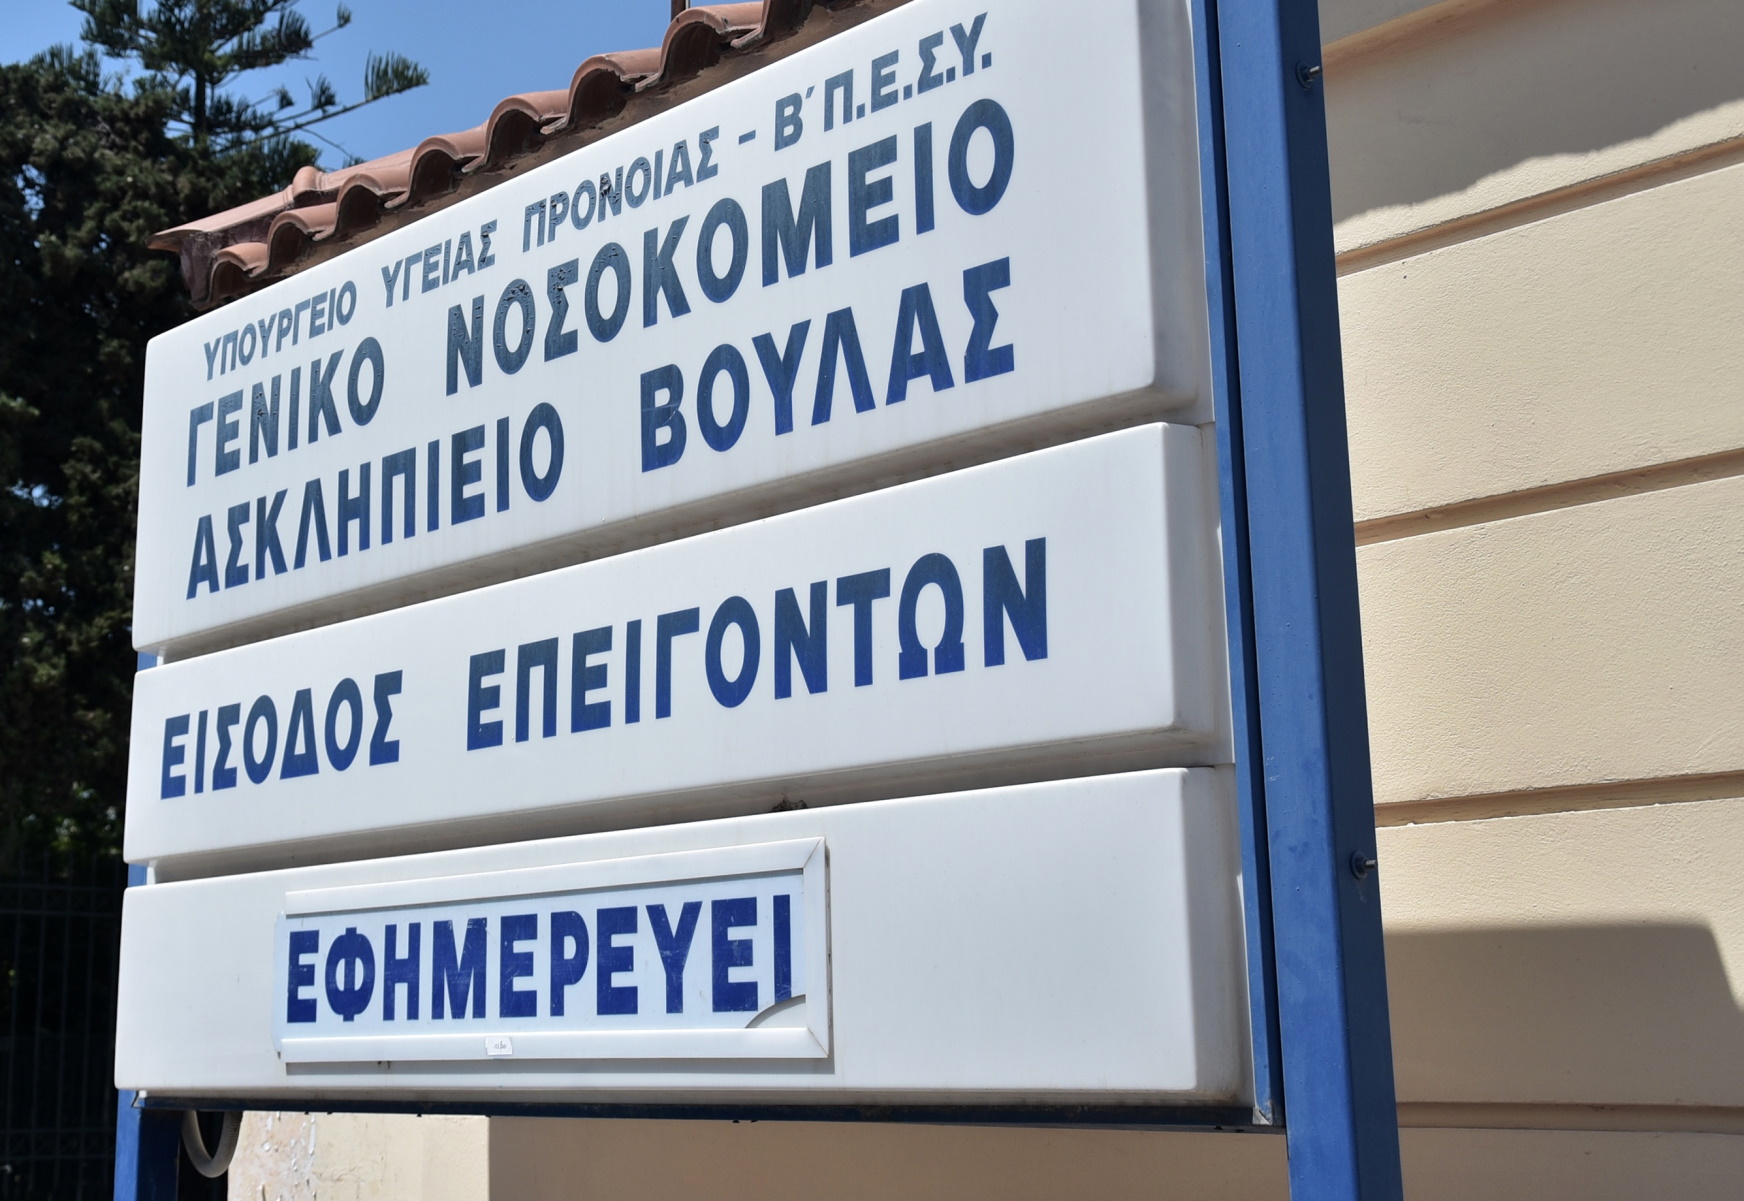 ΥΠΟΥΡΓΕΙΟ ΥΓΕΙΑΣ ΠΡΟΝΟΙΑΣ - Β΄ Π.Ε.Σ.Υ.
ΓΕΝΙΚΟ ΝΟΣΟΚΟΜΕΙΟ
ΑΣΚΛΗΠΙΕΙΟ ΒΟΥΛΑΣ
ΕΙΣΟΔΟΣ ΕΠΕΙΓΟΝΤΩΝ
ΕΦΗΜΕΡΕΥΕΙ